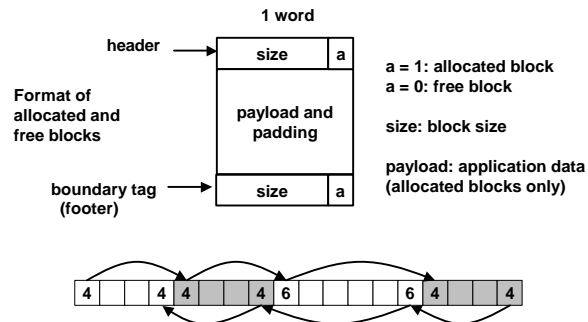 1 word
header
size a
a = 1: allocated block
a = 0: free block
Format of
allocated and
free blocks
payload and
padding
size: block size
payload: application data
(allocated blocks only)
boundary tag
(footer)
size a
4 4 4 4 6 6 4 4